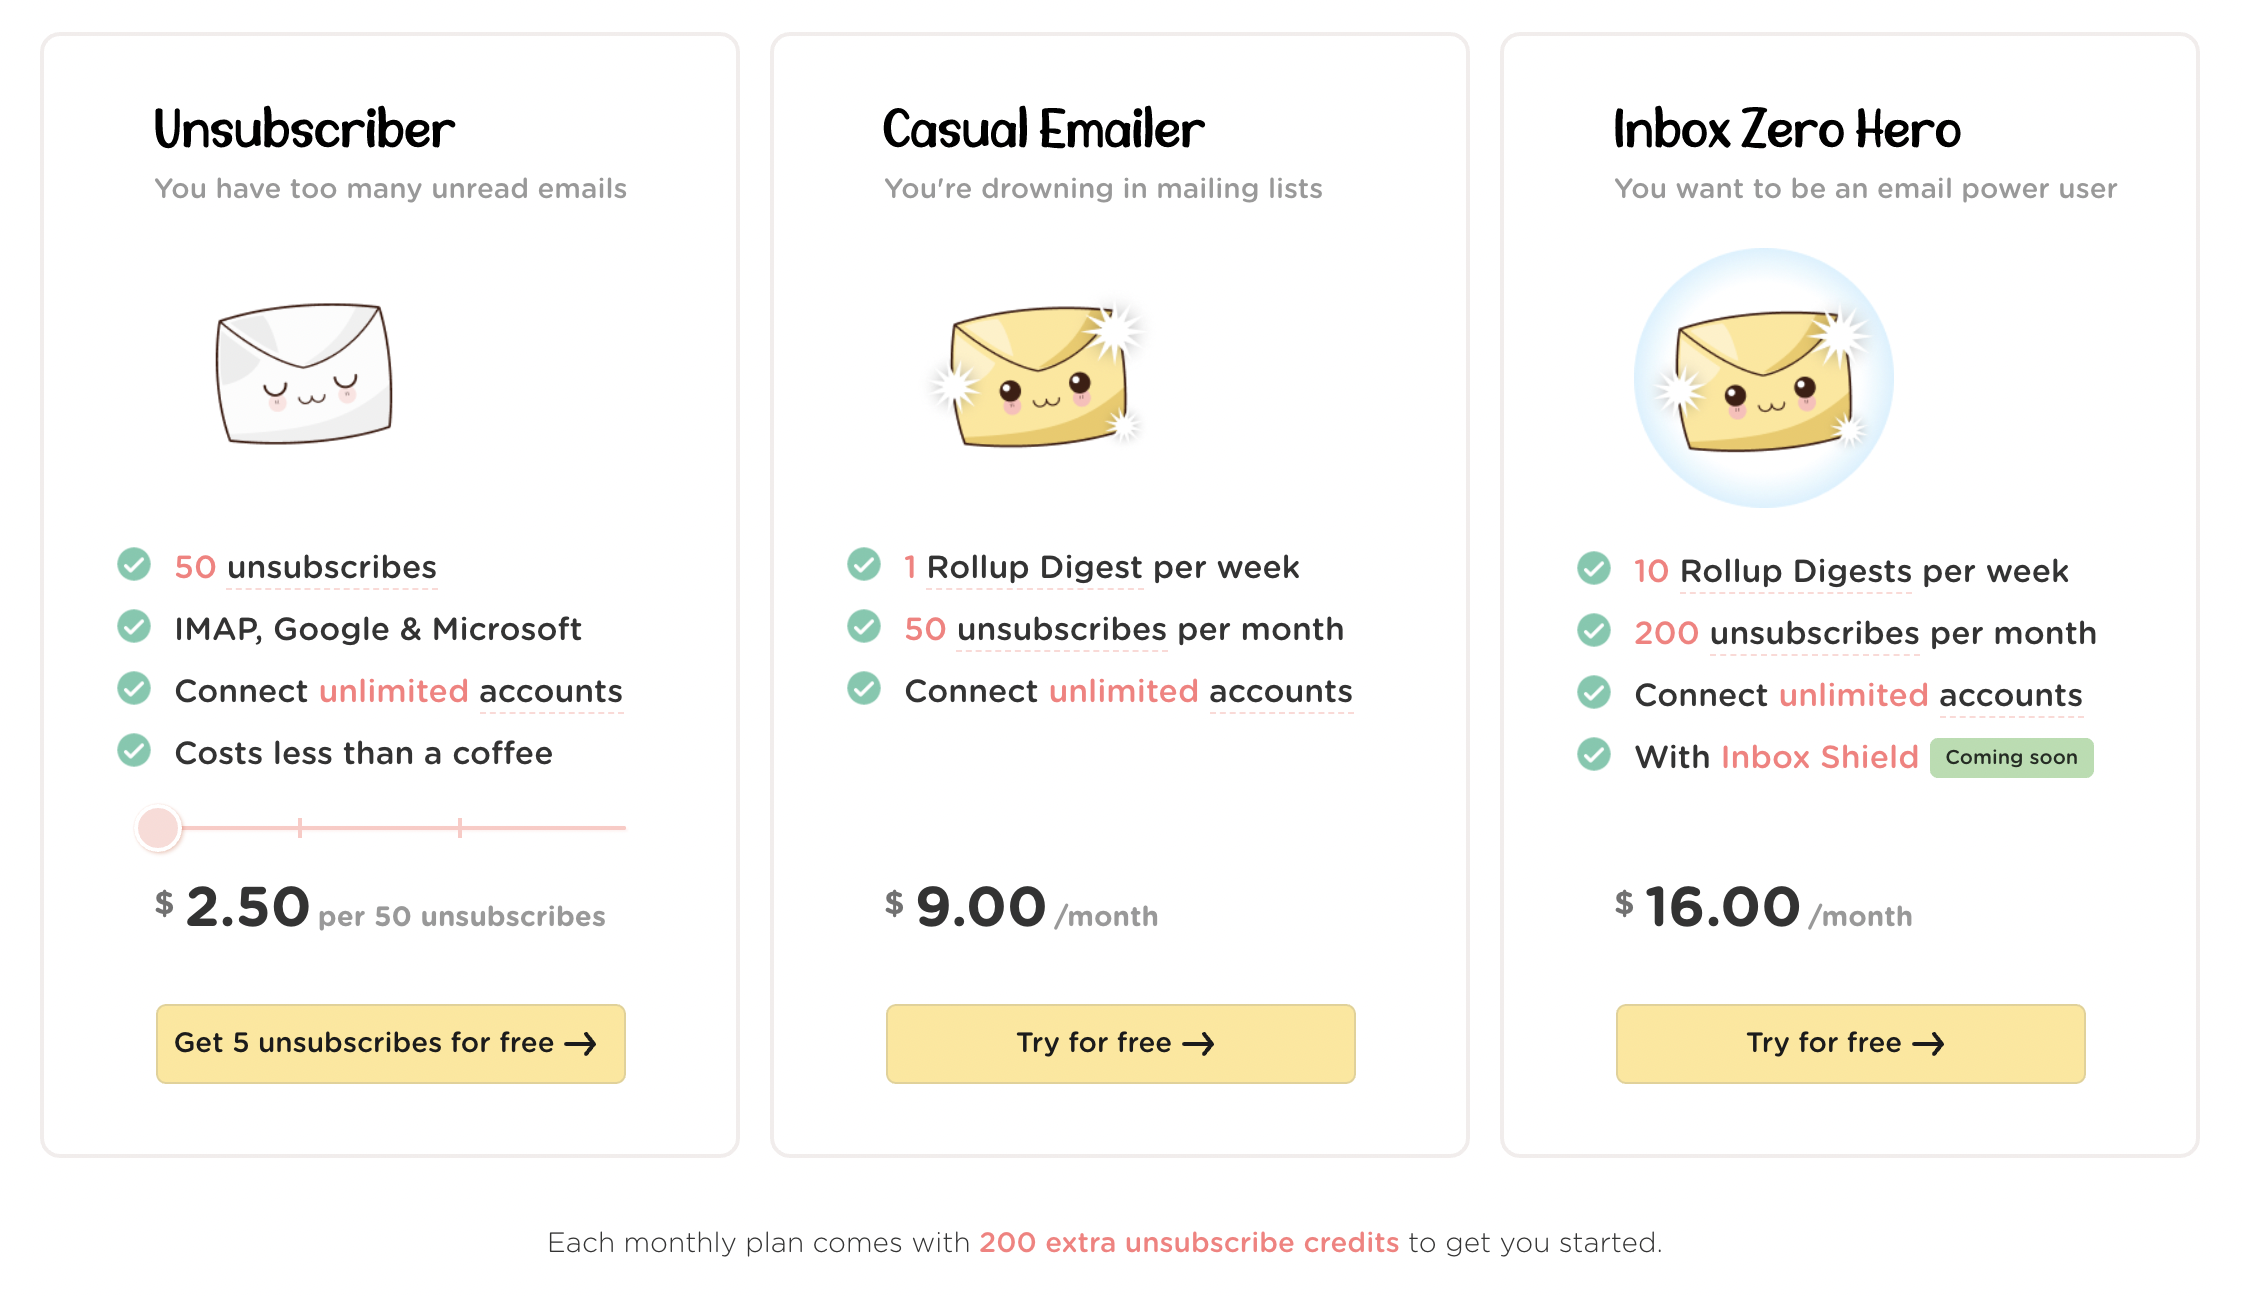 Unsubscriber
You have too many unread emails
50 unsubscribes
IMAP, Google & Microsoft
Connect unlimited accounts
Costs less than a coffee
$ 2.50 per 50 unsubscribes
Get 5 unsubscribes for free →
Casual Emailer
You're drowning in mailing lists
1 Rollup Digest per week
50 unsubscribes per month
Connect unlimited accounts
$ 9.00 /month
Try for free →
Inbox Zero Hero
You want to be an email power user
10 Rollup Digests per week
200 unsubscribes per month
Connect unlimited accounts
With Inbox Shield Coming soon
$ 16.00 /month
Try for free →
Each monthly plan comes with 200 extra unsubscribe credits to get you started.